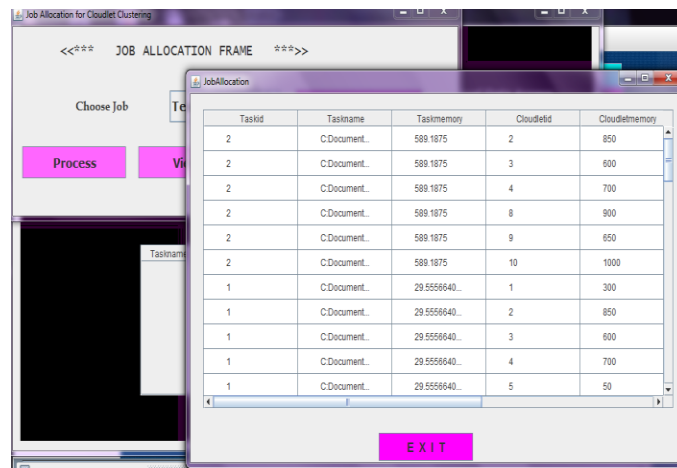 Job Allocation for Cloudlet Clustering
<<*** JOB ALLOCATION FRAME ***>>
JobAllocation
Choose Job Te
Process Vi
Taskname
Taskid Taskname Taskmemory Cloudletid Cloudletmemory
2 C:Document... 589.1875 2 850
2 C:Document... 589.1875 3 600
2 C:Document... 589.1875 4 700
2 C:Document... 589.1875 8 900
2 C:Document... 589.1875 9 650
2 C:Document... 589.1875 10 1000
1 C:Document... 29.5556640... 1 300
1 C:Document... 29.5556640... 2 850
1 C:Document... 29.5556640... 3 600
1 C:Document... 29.5556640... 4 700
1 C:Document... 29.5556640... 5 50
EXIT